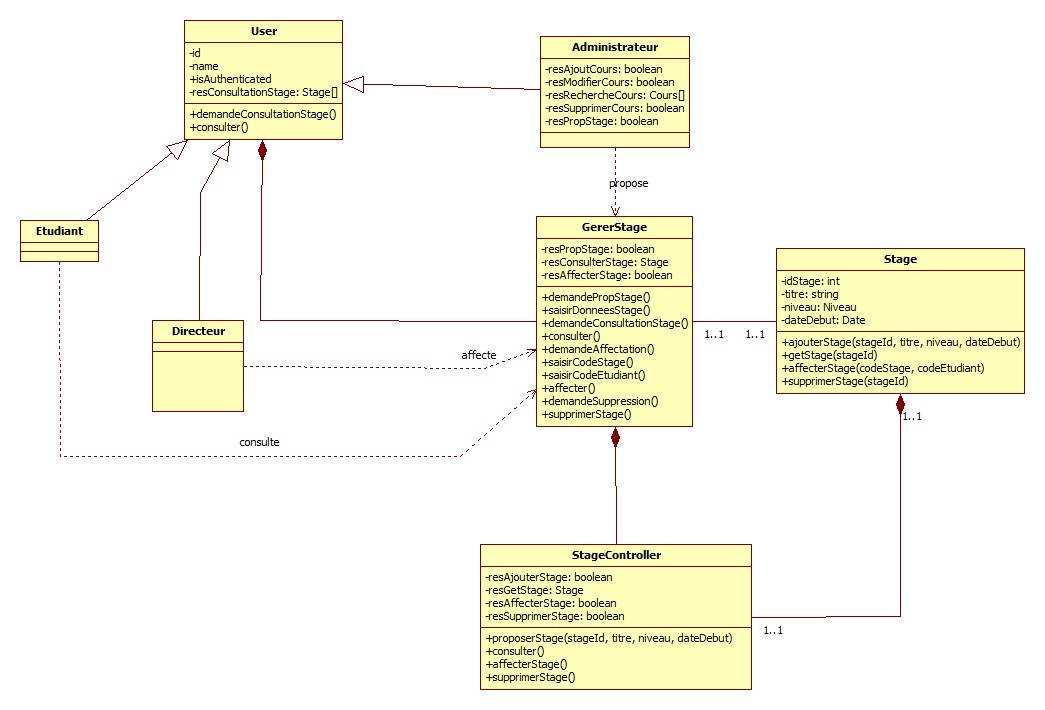 User
-id
-name
+isAuthenticated
-resConsultationStage: Stage[]
+demandeConsultationStage()
+consulter()
Administrateur
-resAjoutCours: boolean
-resModifierCours: boolean
-resRechercheCours: Cours[]
-resSupprimerCours: boolean
-resPropStage: boolean
propose
Etudiant
Directeur
affecte
consulte
GererStage
-resPropStage: boolean
-resConsulterStage: Stage
-resAffecterStage: boolean
+demandePropStage()
+saisirDonneesStage()
+demandeConsultationStage()
+consulter()
+demandeAffectation()
+saisirCodeStage()
+saisirCodeEtudiant()
+affecter()
+demandeSuppression()
+supprimerStage()
1..1
1..1
Stage
-idStage: int
-titre: string
-niveau: Niveau
-dateDebut: Date
+ajouterStage(stageId, titre, niveau, dateDebut)
+getStage(stageId)
+affecterStage(codeStage, codeEtudiant)
+supprimerStage(stageId)
1..1
StageController
-resAjouterStage: boolean
-resGetStage: Stage
-resAffecterStage: boolean
-resSupprimerStage: boolean
+proposerStage(stageId, titre, niveau, dateDebut)
+consulter()
+affecterStage()
+supprimerStage()
1..1